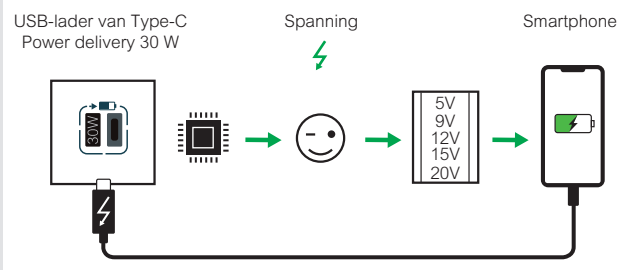 USB-lader van Type-C
Power delivery 30 W
Spanning
Smartphone
30W
5V
9V
12V
15V
20V